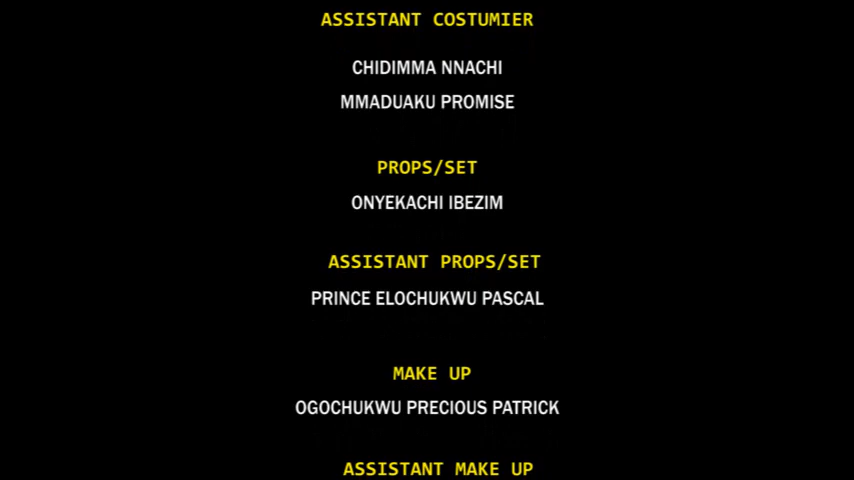 ASSISTANT COSTUMIER
CHIDIMMA NNACHI
MMADUAKU PROMISE
PROPS/SET
ONYEKACHI IBEZIM
ASSISTANT PROPS/SET
PRINCE ELOCHUKWU PASCAL
MAKE UP
OGOCHUKWU PRECIOUS PATRICK
ASSISTANT MAKE UP